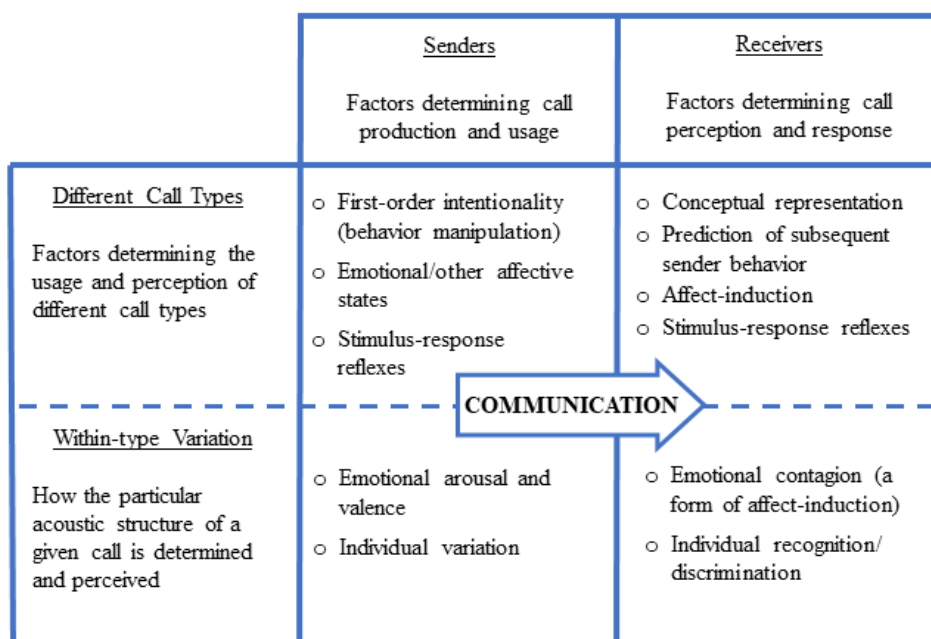 Senders
Factors determining call
production and usage
Receivers
Factors determining call
perception and response
Different Call Types
Factors determining the
usage and perception of
different call types
o First-order intentionality
(behavior manipulation)
o Emotional/other affective
states
o Stimulus-response
reflexes
o Conceptual representation
o Prediction of subsequent
sender behavior
o Affect-induction
o Stimulus-response reflexes
COMMUNICATION
Within-type Variation
How the particular
acoustic structure of a
given call is determined
and perceived
o Emotional arousal and
valence
o Individual variation
o Emotional contagion (a
form of affect-induction)
o Individual recognition/
discrimination